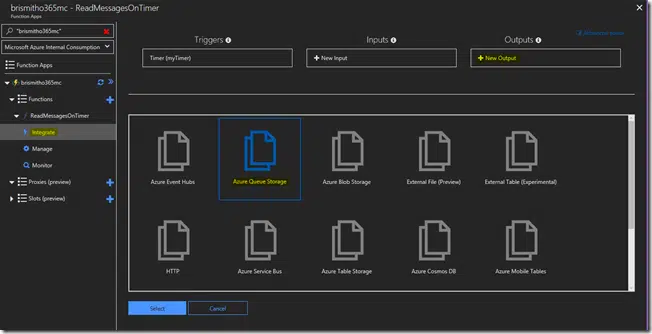 brismitho365mc - ReadMessagesOnTimer
Function Apps
"brismitho365mc"
Microsoft Azure Internal Consumption
Function Apps
brismitho365mc
Functions
ReadMessagesOnTimer
Integrate
Manage
Monitor
Proxies (preview)
Slots (preview)
Advanced editor
Triggers
Inputs
Outputs
Timer (myTimer)
+ New Input
+ New Output
Azure Event Hubs
Azure Queue Storage
Azure Blob Storage
External File (Preview)
External Table (Experimental)
HTTP
Azure Service Bus
Azure Table Storage
Azure Cosmos DB
Azure Mobile Tables
Select
Cancel